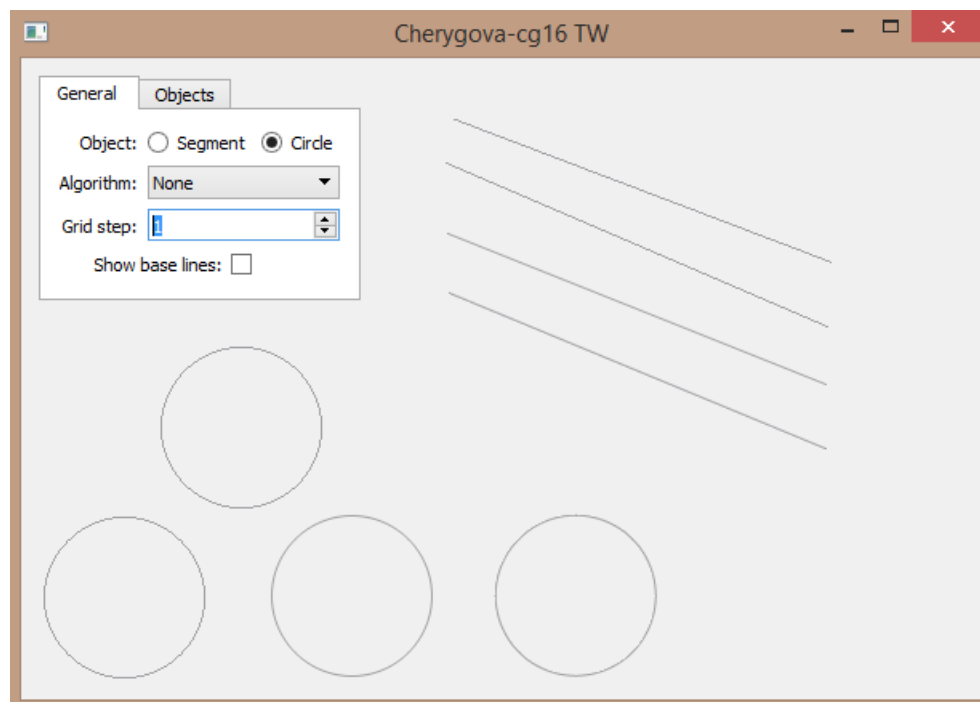 Cherygova-cg16 TW
General Objects
Object: Segment Circle
Algorithm: None
Grid step: 1
Show base lines: